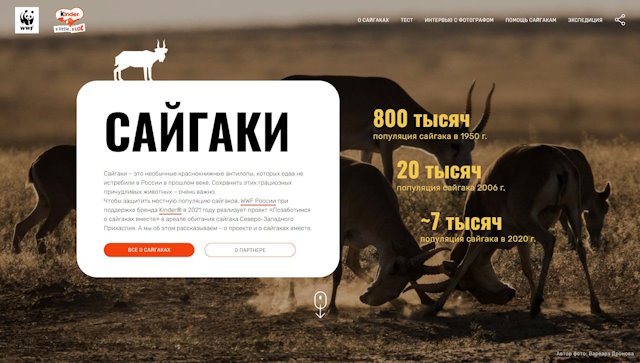 WWF
Kinder
О САЙГАКАХ
ТЕСТ
ИНТЕРВЬЮ С ФОТОГРАФОМ
ПОМОЩЬ САЙГАКАМ
ЭКСПЕДИЦИЯ
САЙГАКИ
Сайгаки – это необычные краснокнижные антилопы, которых едва не
истребили в России в прошлом веке. Сохранить этих грациозных
причудливых животных – очень важно.
Чтобы защитить местную популяцию сайгаков, WWF России при
поддержке бренда Kinder® в 2021 году реализует проект «Позаботимся
о сайгаках вместе» в ареале обитания сайгака Северо-Западного
Прикаспия. А мы об этом рассказываем – о проекте и о сайгаках вместе.
ВСЕ О САЙГАКАХ
О ПАРТНЕРЕ
800 тысяч
популяция сайгака в 1950 г.
20 тысяч
популяция сайгака 2006 г.
~7 тысяч
популяция сайгака в 2020 г.
Автор фото: Варвара Дронова